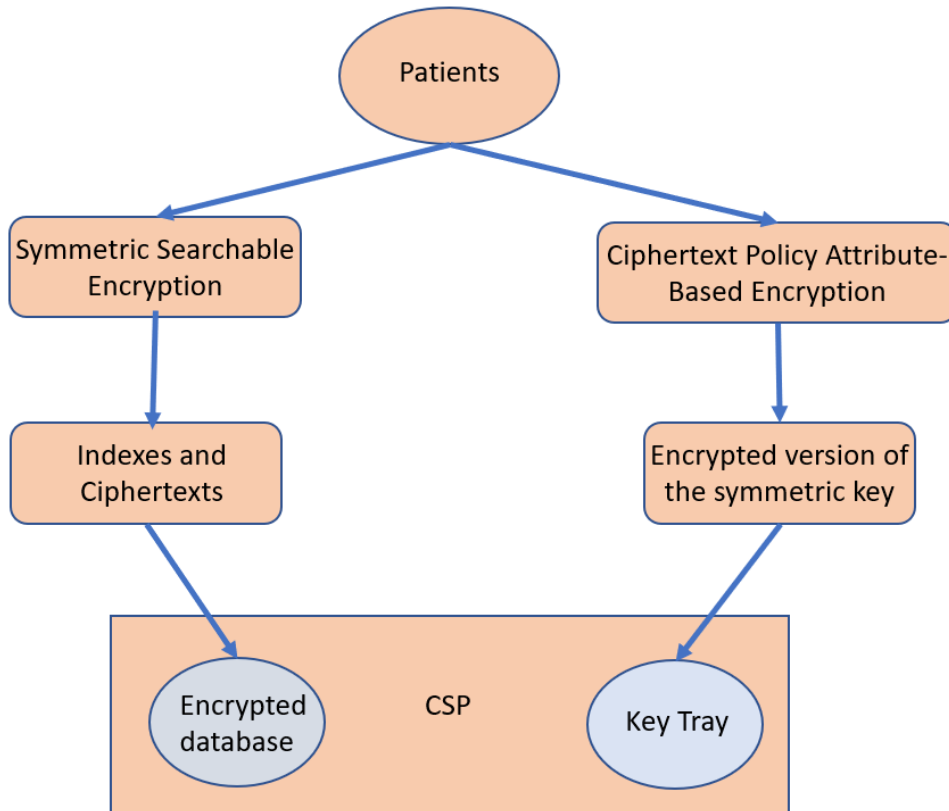 Patients
Symmetric Searchable
Encryption
Ciphertext Policy Attribute-
Based Encryption
Indexes and
Ciphertexts
Encrypted version of
the symmetric key
Encrypted
database
CSP
Key Tray